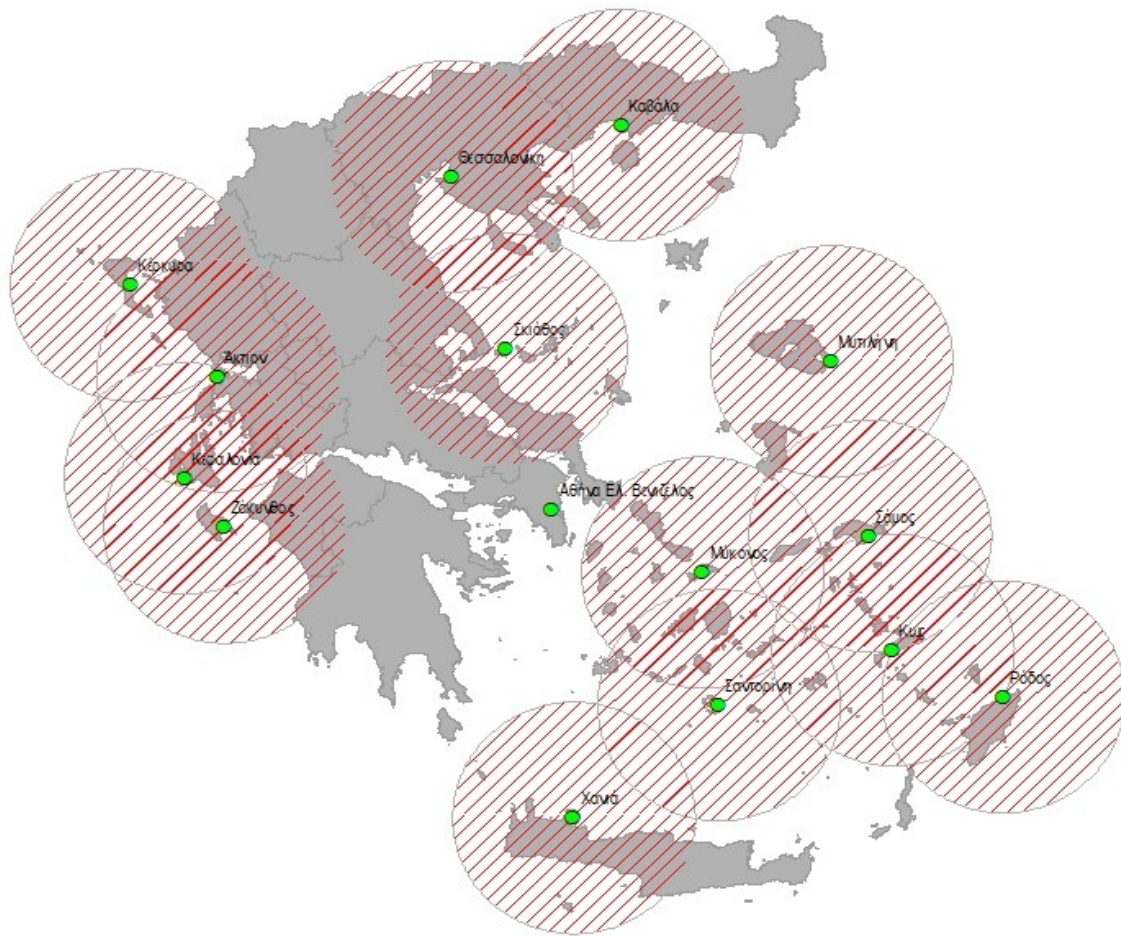 Καβάλα
Θεσσαλονίκη
Κέρκυρα
Σκιάθος
Άκτιον
Μυτιλήνη
Κεφαλονιά
Αθήνα Ελ. Βενιζέλος
Ζάκυνθος
Σάμος
Μύκονος
Κως
Ρόδος
Σαντορίνη
Χανιά